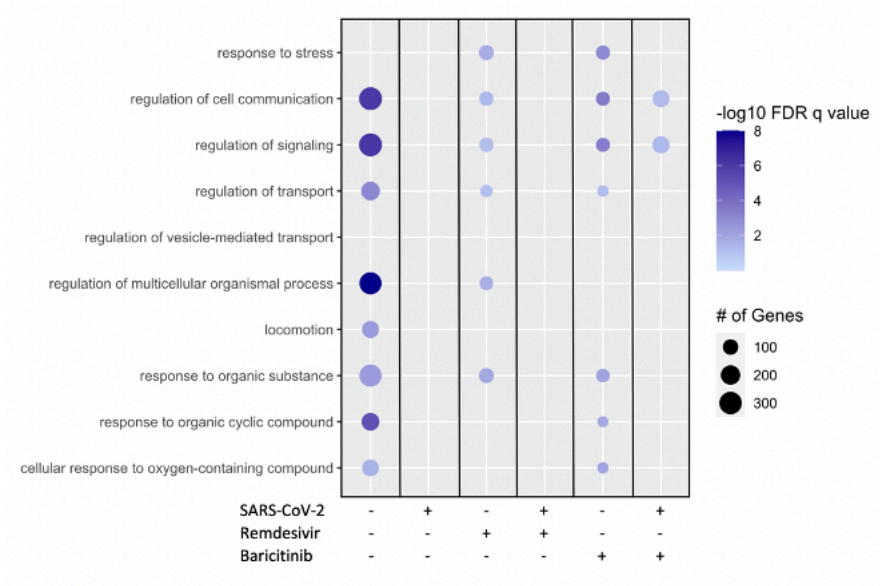 response to stress
regulation of cell communication
regulation of signaling
regulation of transport
regulation of vesicle-mediated transport
regulation of multicellular organismal process
locomotion
response to organic substance
response to organic cyclic compound
cellular response to oxygen-containing compound
SARS-CoV-2 - + - + - +
Remdesivir - - + + - -
Baricitinib - - - - + +
-log10 FDR q value
8
6
4
2
# of Genes
100
200
300